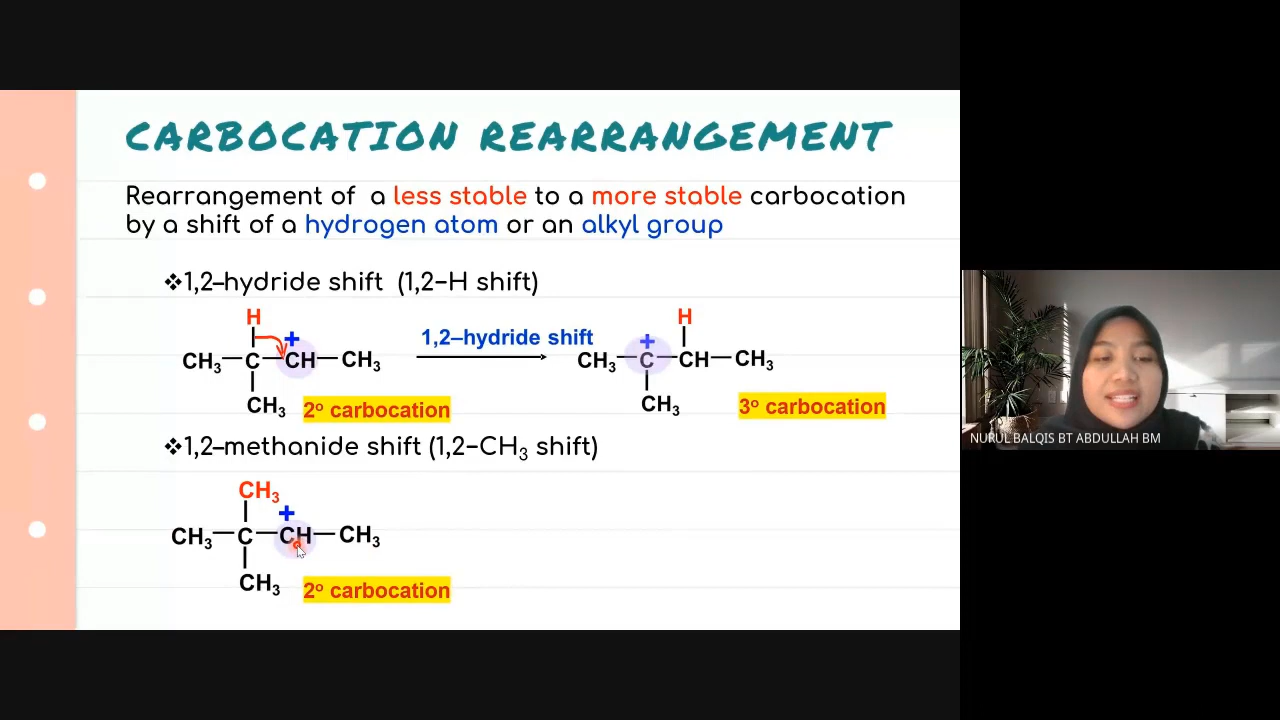 CARBOCATION REARRANGEMENT
Rearrangement of a less stable to a more stable carbocation
by a shift of a hydrogen atom or an alkyl group
❖1,2–hydride shift (1,2−H shift)
H
+
CH₃—C—CH—CH₃
CH₃
2º carbocation
1,2–hydride shift
H
+
CH₃—C—CH—CH₃
CH₃
3º carbocation
❖1,2–methanide shift (1,2−CH₃ shift)
CH₃
+
CH₃—C—CH—CH₃
CH₃
2º carbocation
NURUL BALQIS BT ABDULLAH BM